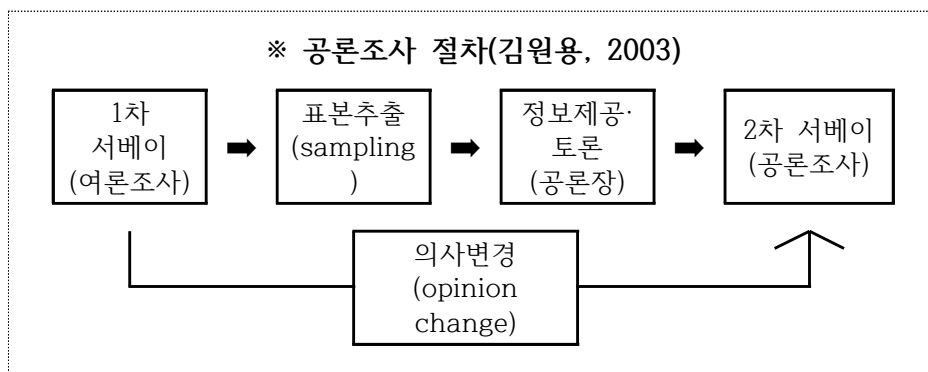 ※ 공론조사 절차(김원용, 2003)
1차
서베이
(여론조사)
표본추출
(sampling
)
정보제공·
토론
(공론장)
2차 서베이
(공론조사)
의사변경
(opinion
change)